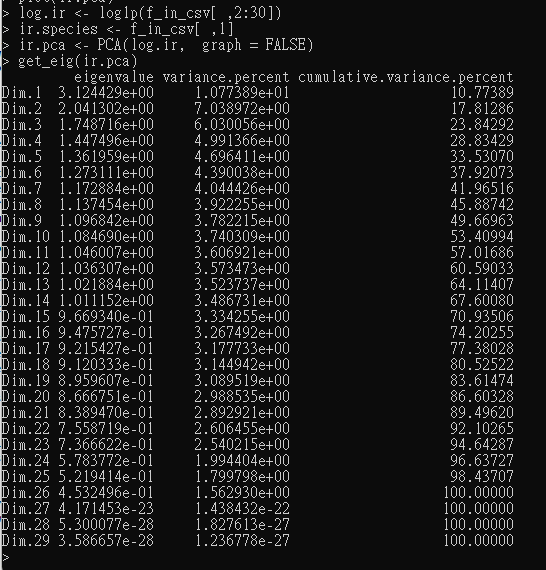 > log.ir <- log1p(f_in_csv[ ,2:30])
> ir.species <- f_in_csv[ ,1]
> ir.pca <- PCA(log.ir,  graph = FALSE)
> get_eig(ir.pca)
eigenvalue variance.percent cumulative.variance.percent
Dim.1  3.124429e+00     1.077389e+01                    10.77389
Dim.2  2.041302e+00     7.038972e+00                    17.81286
Dim.3  1.748716e+00     6.030056e+00                    23.84292
Dim.4  1.447496e+00     4.991366e+00                    28.83429
Dim.5  1.361959e+00     4.696411e+00                    33.53070
Dim.6  1.273111e+00     4.390038e+00                    37.92073
Dim.7  1.172884e+00     4.044426e+00                    41.96516
Dim.8  1.137454e+00     3.922255e+00                    45.88742
Dim.9  1.096842e+00     3.782215e+00                    49.66963
Dim.10 1.084690e+00     3.740309e+00                    53.40994
Dim.11 1.046007e+00     3.606921e+00                    57.01686
Dim.12 1.036307e+00     3.573473e+00                    60.59033
Dim.13 1.021884e+00     3.523737e+00                    64.11407
Dim.14 1.011152e+00     3.486731e+00                    67.60080
Dim.15 9.669340e-01     3.334255e+00                    70.93506
Dim.16 9.475727e-01     3.267492e+00                    74.20255
Dim.17 9.215427e-01     3.177733e+00                    77.38028
Dim.18 9.120333e-01     3.144942e+00                    80.52522
Dim.19 8.959607e-01     3.089519e+00                    83.61474
Dim.20 8.666751e-01     2.988535e+00                    86.60328
Dim.21 8.389470e-01     2.892921e+00                    89.49620
Dim.22 7.558719e-01     2.606455e+00                    92.10265
Dim.23 7.366622e-01     2.540215e+00                    94.64287
Dim.24 5.783772e-01     1.994404e+00                    96.63727
Dim.25 5.219414e-01     1.799798e+00                    98.43707
Dim.26 4.532496e-01     1.562930e+00                   100.00000
Dim.27 4.171453e-23     1.438432e-22                   100.00000
Dim.28 5.300077e-28     1.827613e-27                   100.00000
Dim.29 3.586657e-28     1.236778e-27                   100.00000
>